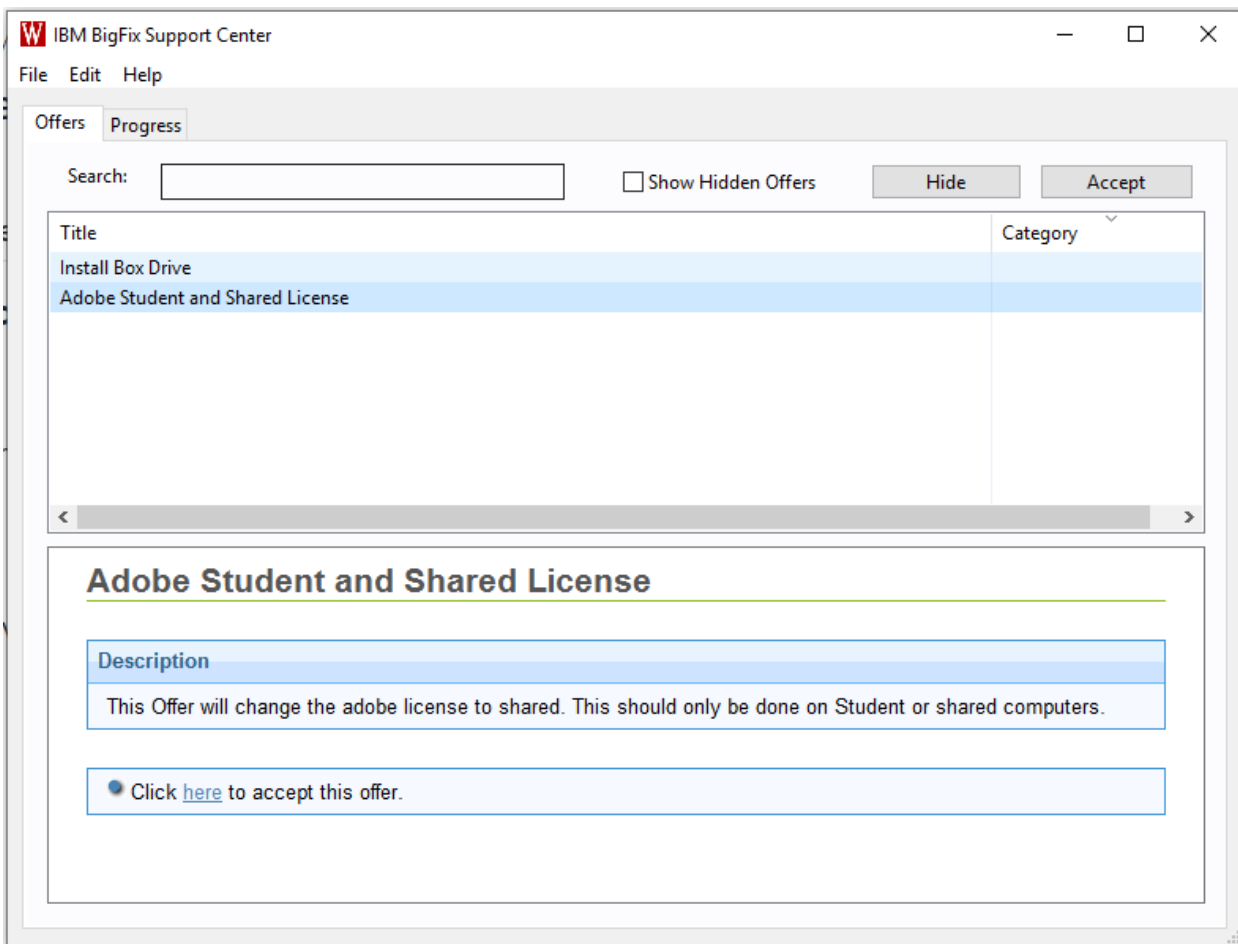 W IBM BigFix Support Center
File Edit Help
Offers Progress
Search: Show Hidden Offers Hide Accept
Title Category
Install Box Drive
Adobe Student and Shared License
Adobe Student and Shared License
Description
This Offer will change the adobe license to shared. This should only be done on Student or shared computers.
Click here to accept this offer.